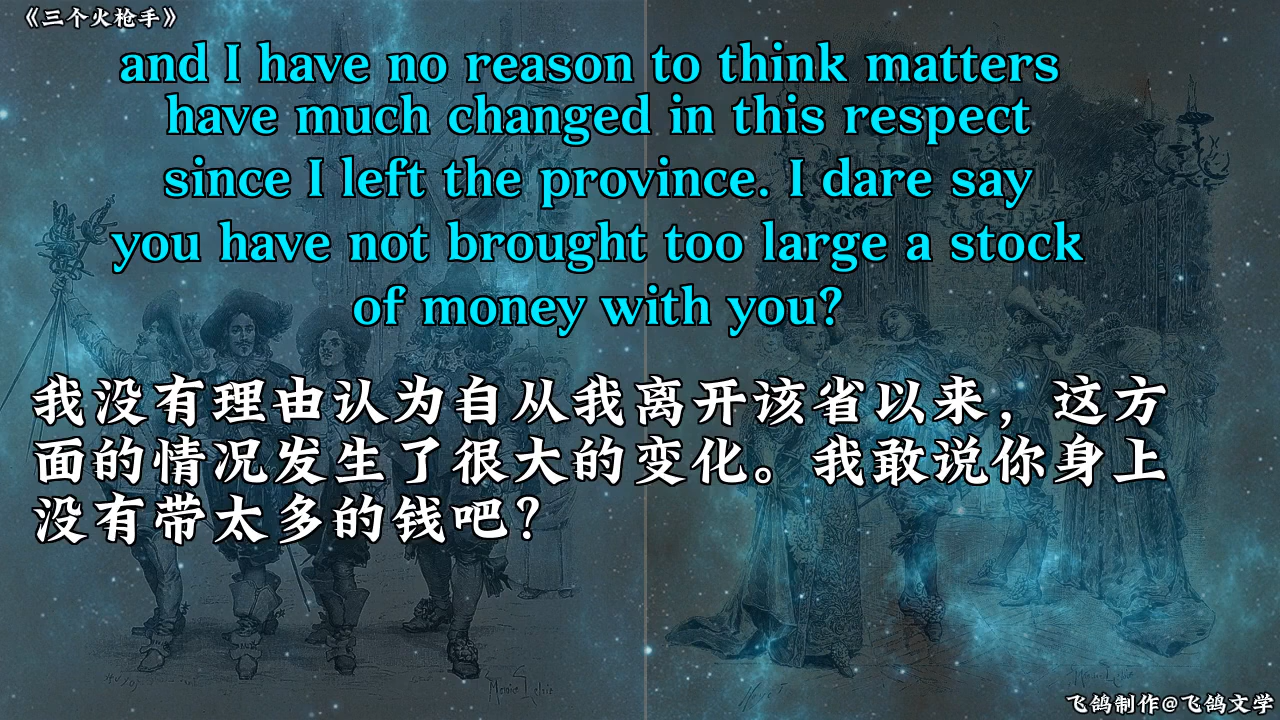 《三个火枪手》
and I have no reason to think matters
have much changed in this respect
since I left the province. I dare say
you have not brought too large a stock
of money with you?
我没有理由认为自从我离开该省以来，这方
面的情况发生了很大的变化。我敢说你身上
没有带太多的钱吧？
飞鸽制作@飞鸽文学